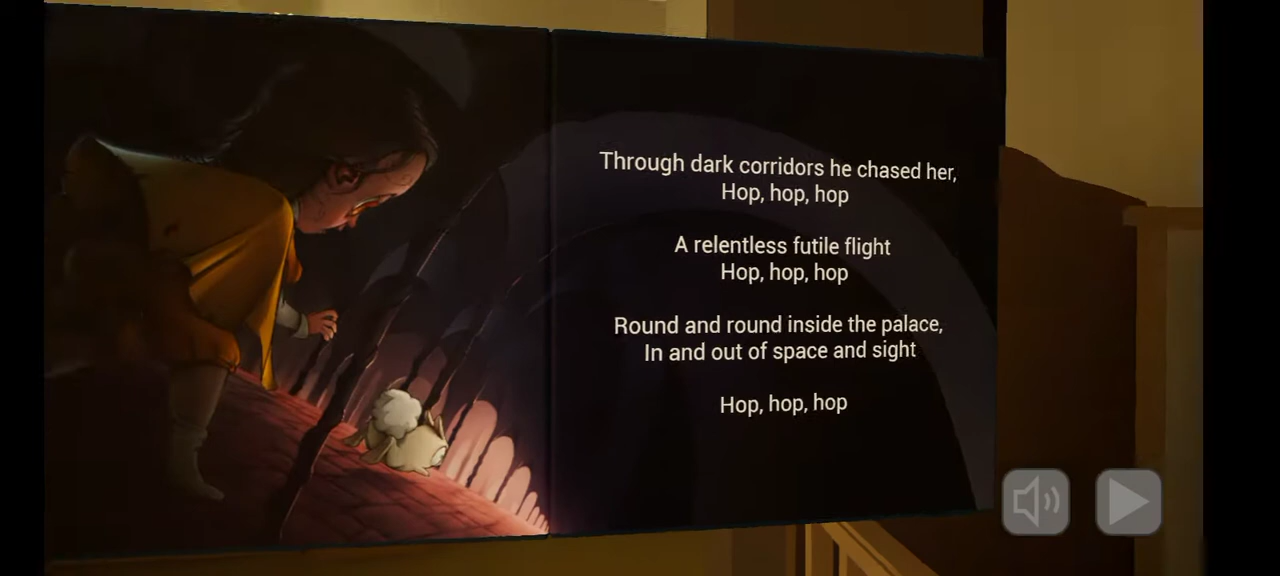 Through dark corridors he chased her,
Hop, hop, hop
A relentless futile flight
Hop, hop, hop
Round and round inside the palace,
In and out of space and sight
Hop, hop, hop